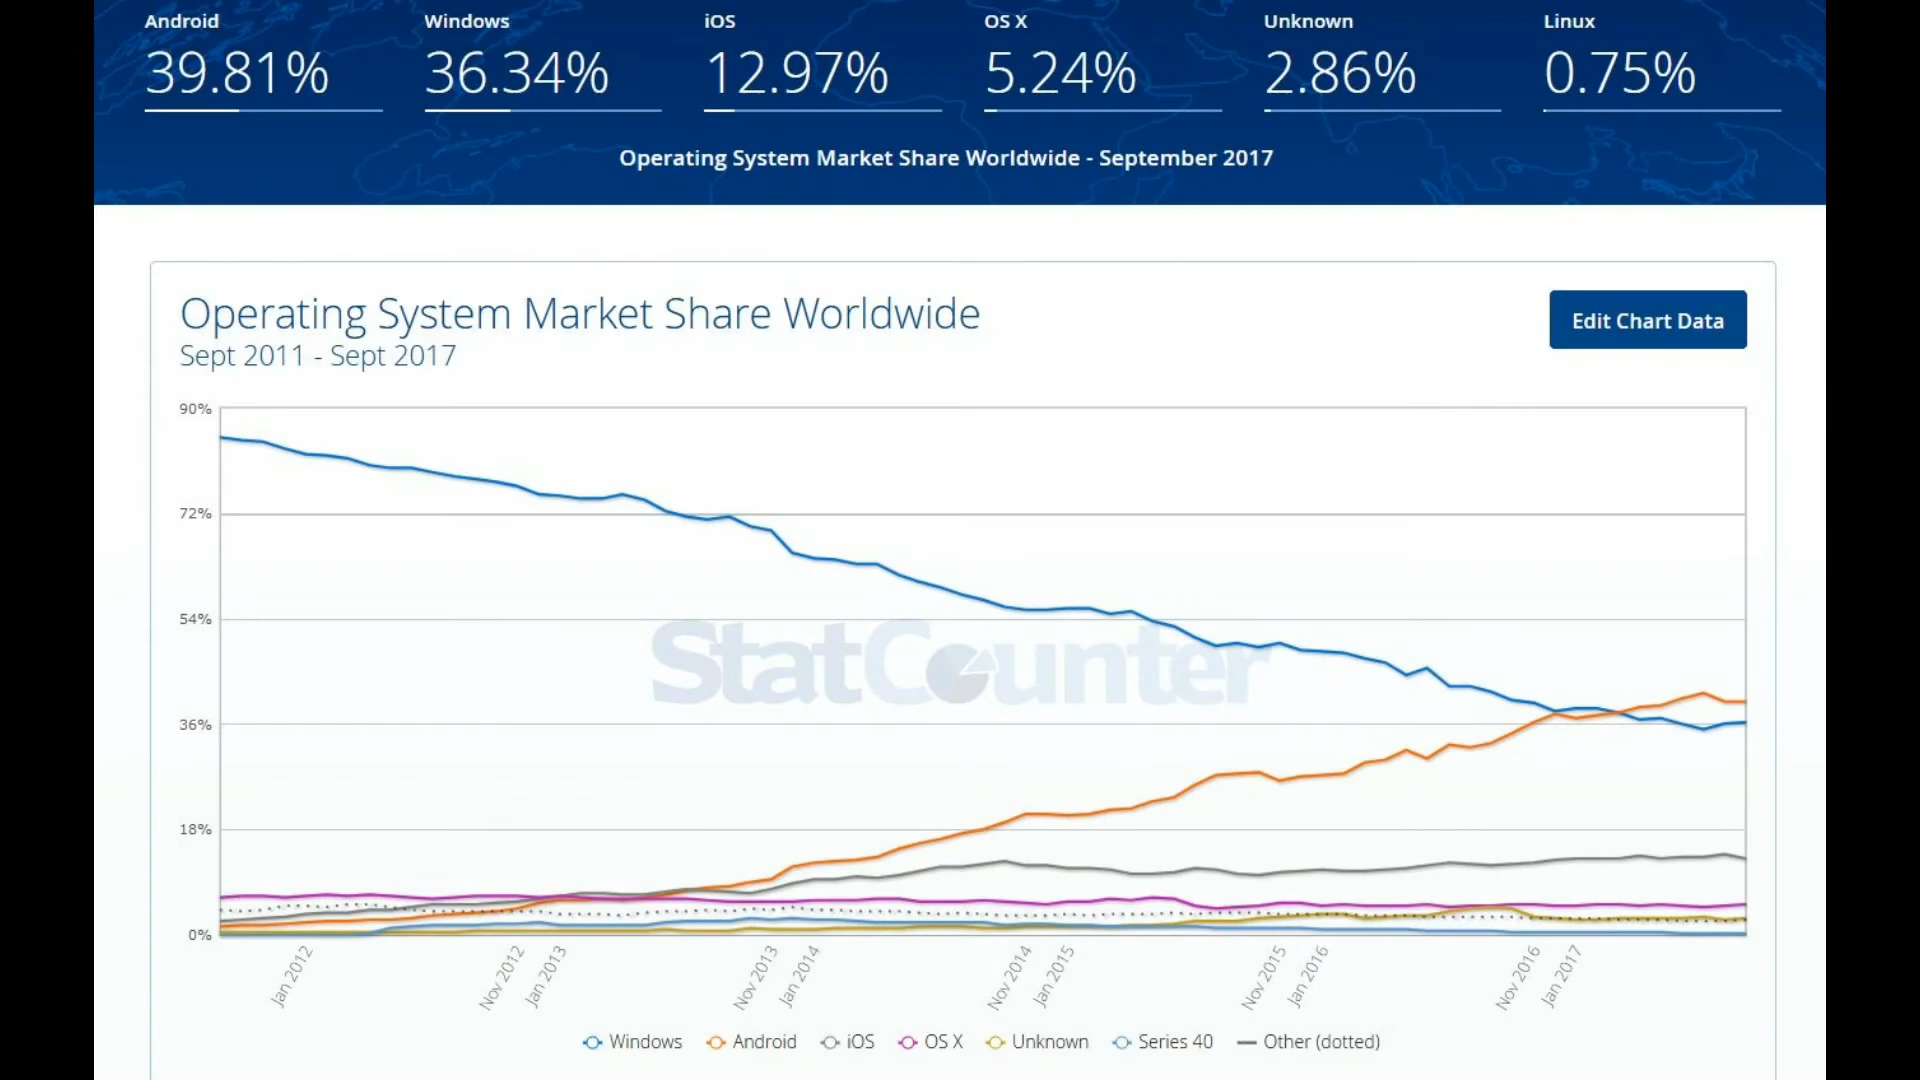 Android Windows iOS OS X Unknown Linux
39.81% 36.34% 12.97% 5.24% 2.86% 0.75%
Operating System Market Share Worldwide - September 2017
Operating System Market Share Worldwide
Sept 2011 - Sept 2017
Edit Chart Data
90%
72%
54%
StatCounter
36%
18%
0%
Jan 2012 Nov 2012 Jan 2013 Nov 2013 Jan 2014 Nov 2014 Jan 2015 Nov 2015 Jan 2016 Nov 2016 Jan 2017
Windows Android iOS OS X Unknown Series 40 Other (dotted)